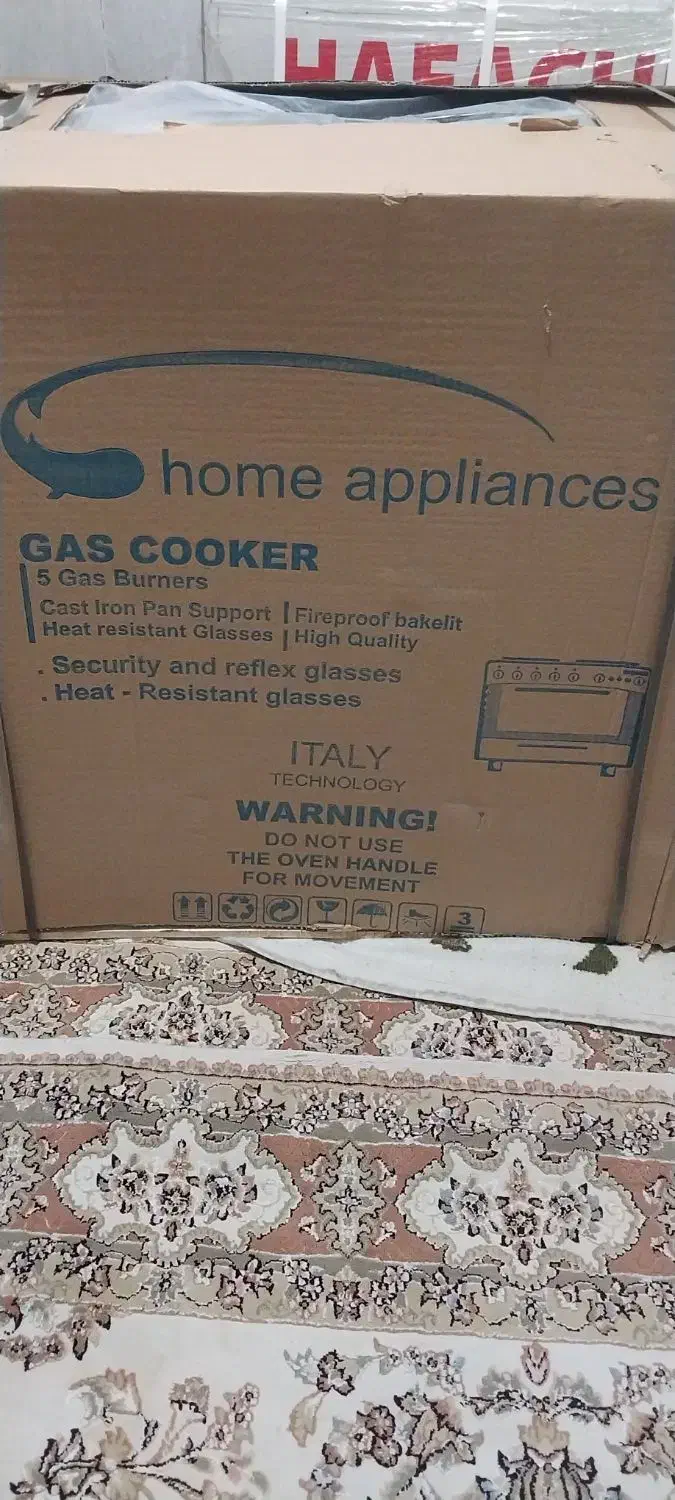 home appliances
GAS COOKER
5 Gas Burners
Cast Iron Pan Support | Fireproof bakelit
Heat resistant Glasses | High Quality
. Security and reflex glasses
. Heat - Resistant glasses
ITALY
TECHNOLOGY
WARNING!
DO NOT USE
THE OVEN HANDLE
FOR MOVEMENT
3